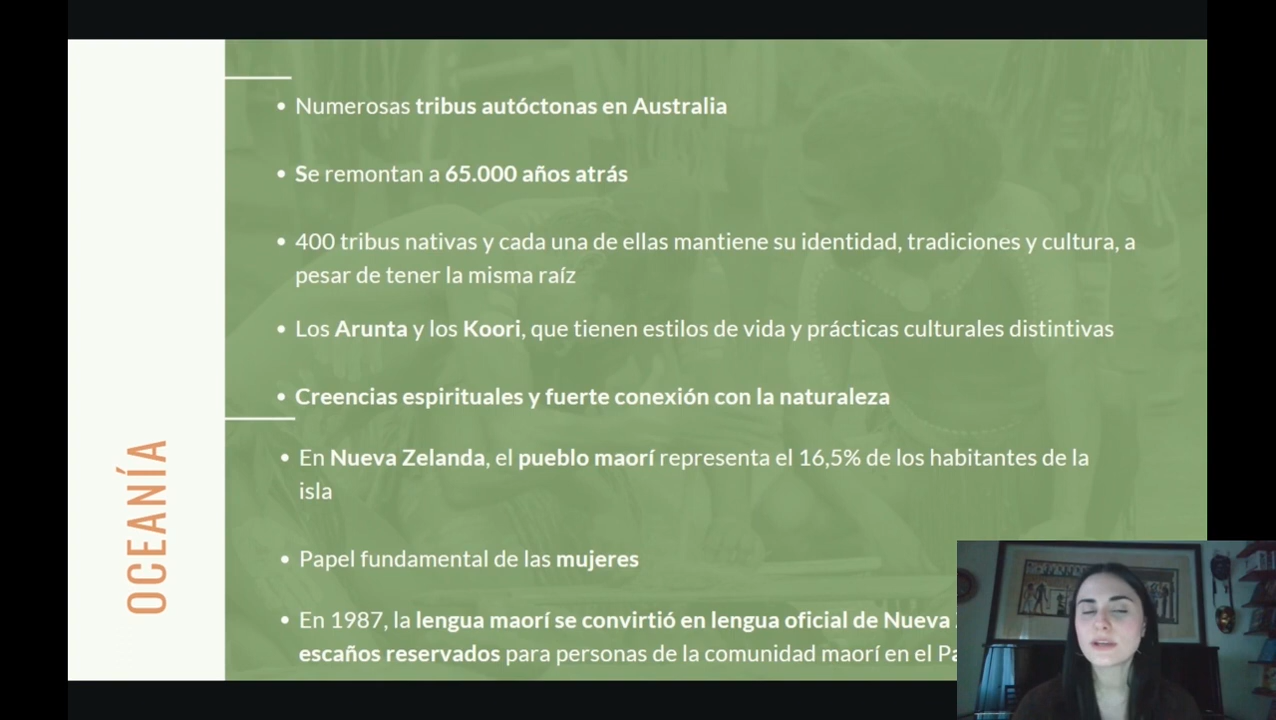 OCEANÍA
• Numerosas tribus autóctonas en Australia
• Se remontan a 65.000 años atrás
• 400 tribus nativas y cada una de ellas mantiene su identidad, tradiciones y cultura, a
pesar de tener la misma raíz
• Los Arunta y los Koori, que tienen estilos de vida y prácticas culturales distintivas
• Creencias espirituales y fuerte conexión con la naturaleza
• En Nueva Zelanda, el pueblo maorí representa el 16,5% de los habitantes de la
isla
• Papel fundamental de las mujeres
• En 1987, la lengua maorí se convirtió en lengua oficial de Nueva
escaños reservados para personas de la comunidad maorí en el